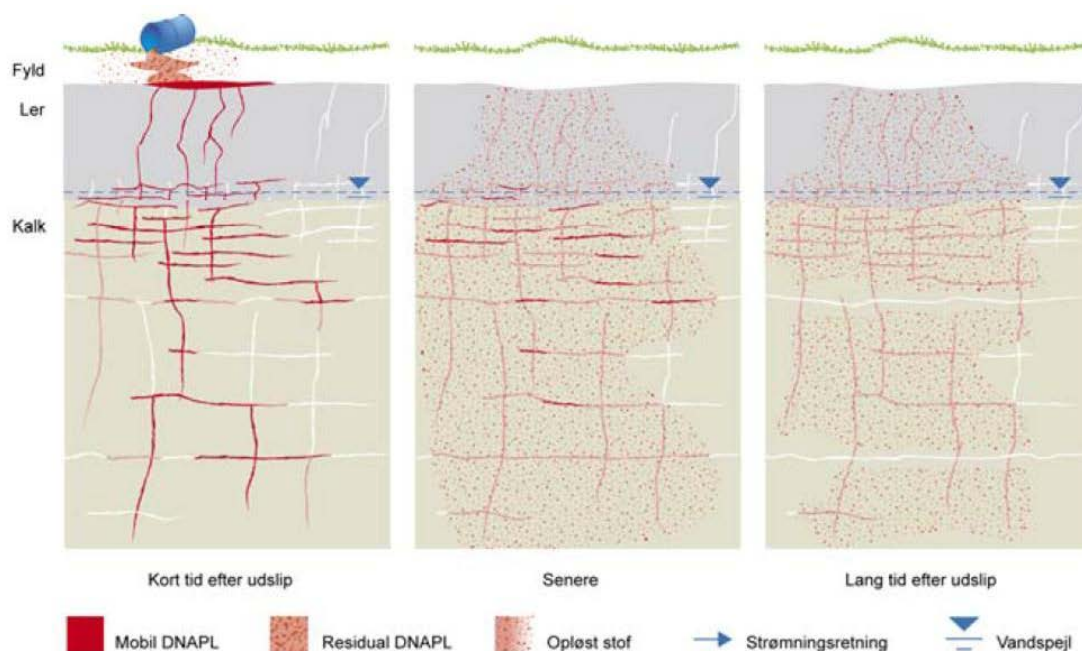 Fyld
Ler
Kalk
Kort tid efter udslip
Senere
Lang tid efter udslip
Mobil DNAPL
Residual DNAPL
Opløst stof
Strømningsretning
Vandspejl